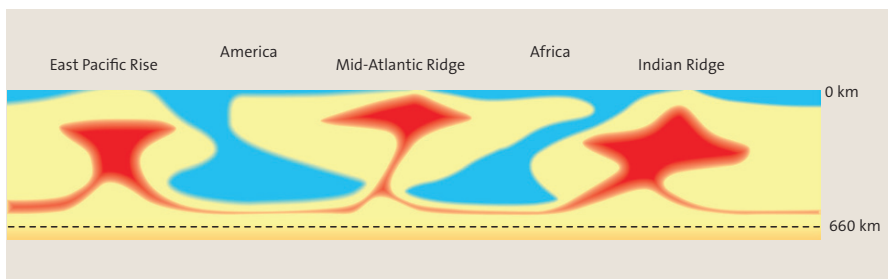 America
Africa
East Pacific Rise
Mid-Atlantic Ridge
Indian Ridge
0 km
660 km